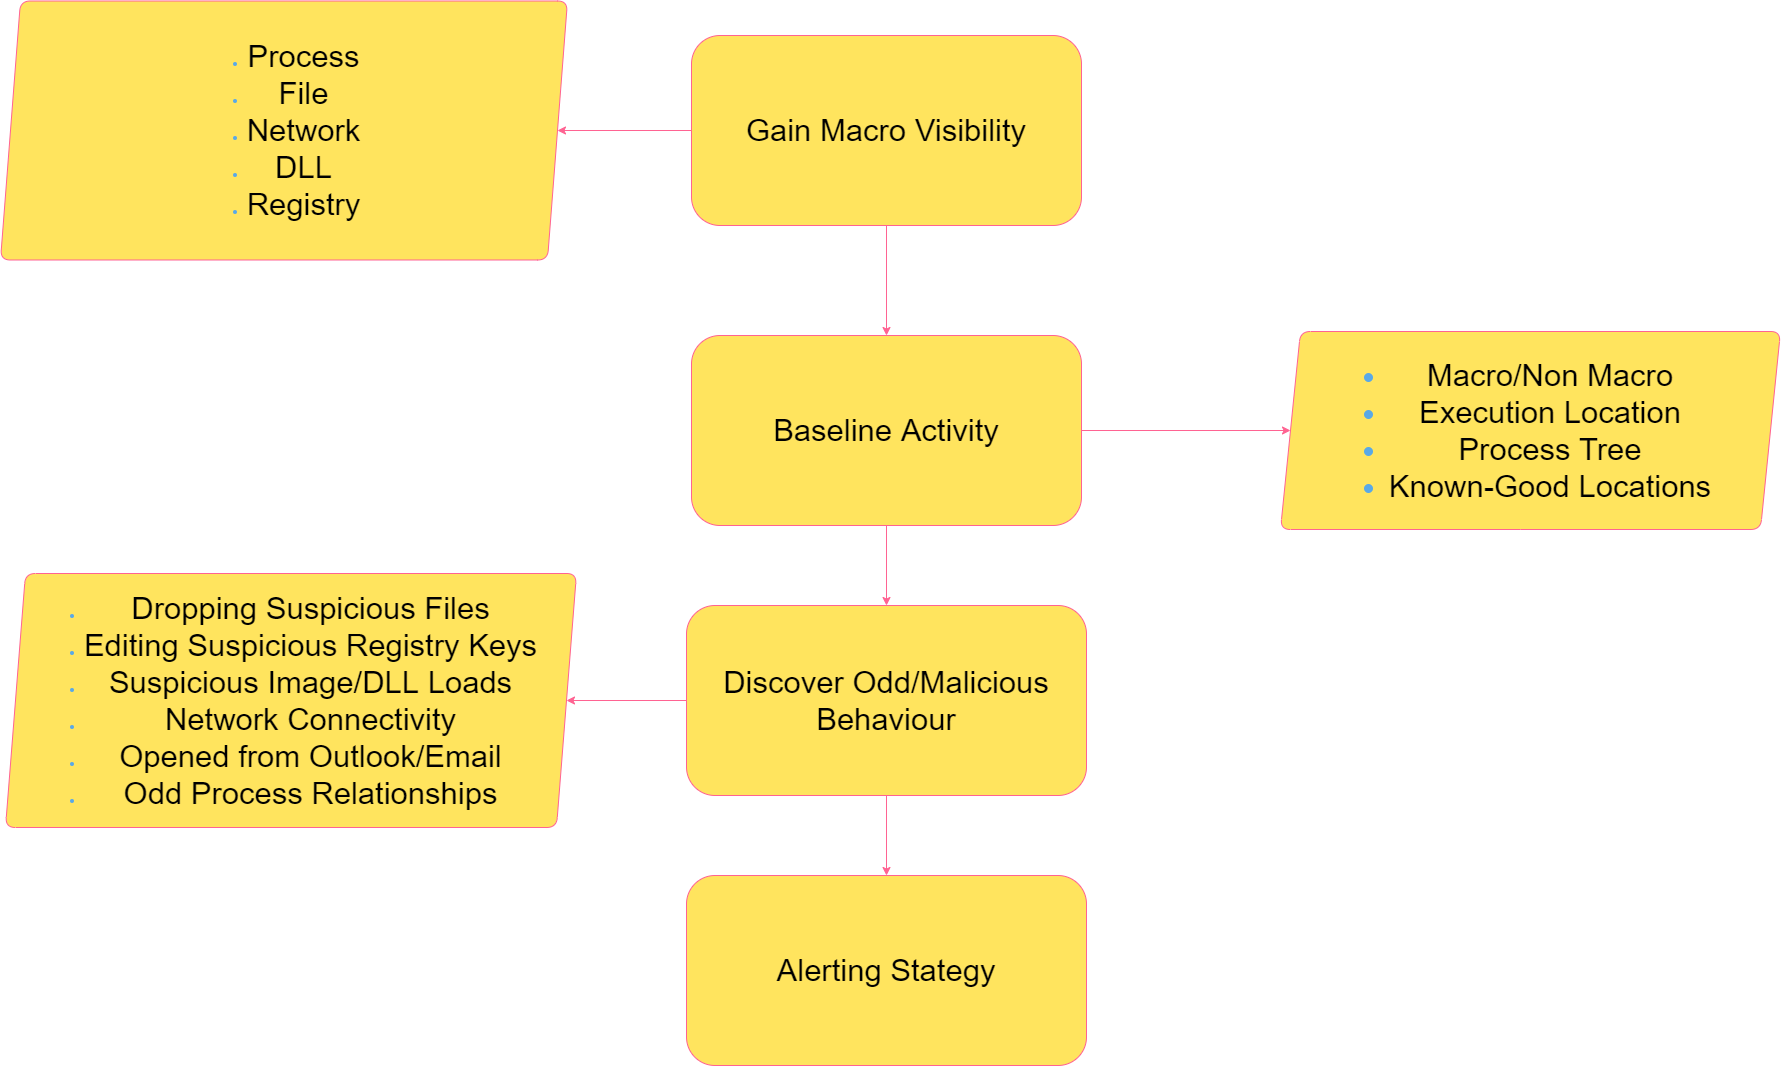 Process
File
Network
DLL
Registry
Gain Macro Visibility
Baseline Activity
Macro/Non Macro
Execution Location
Process Tree
Known-Good Locations
Dropping Suspicious Files
Editing Suspicious Registry Keys
Suspicious Image/DLL Loads
Network Connectivity
Opened from Outlook/Email
Odd Process Relationships
Discover Odd/Malicious
Behaviour
Alerting Stategy